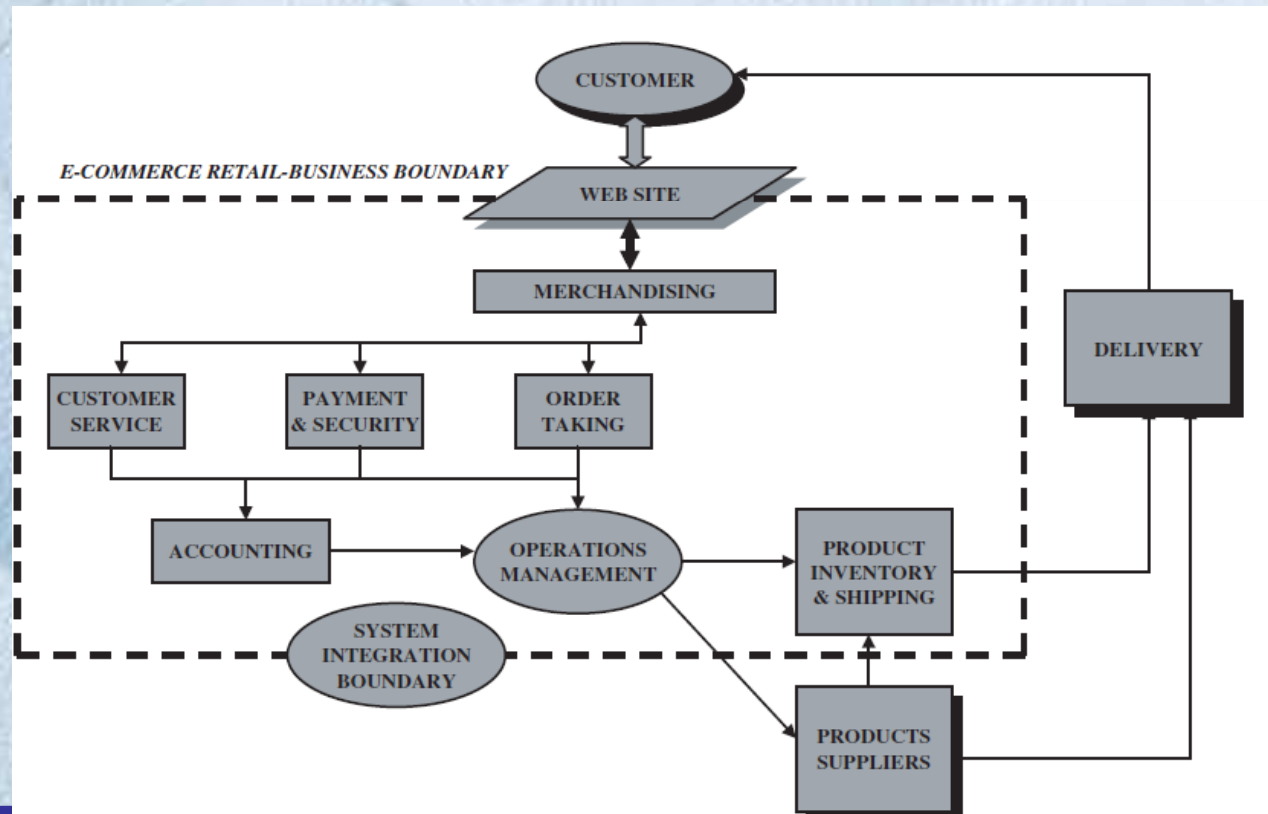 CUSTOMER
E-COMMERCE RETAIL-BUSINESS BOUNDARY
WEB SITE
MERCHANDISING
DELIVERY
CUSTOMER
SERVICE
PAYMENT
& SECURITY
ORDER
TAKING
ACCOUNTING
OPERATIONS
MANAGEMENT
PRODUCT
INVENTORY
& SHIPPING
SYSTEM
INTEGRATION
BOUNDARY
PRODUCTS
SUPPLIERS